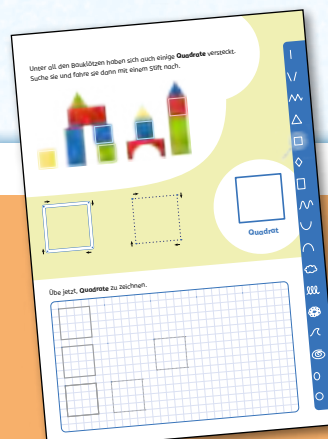 Unter all den Bauklötzen haben sich auch einige Quadrate versteckt.
Suche sie und fahre sie dann mit einem Stift nach.
Quadrat
Übe jetzt, Quadrate zu zeichnen.